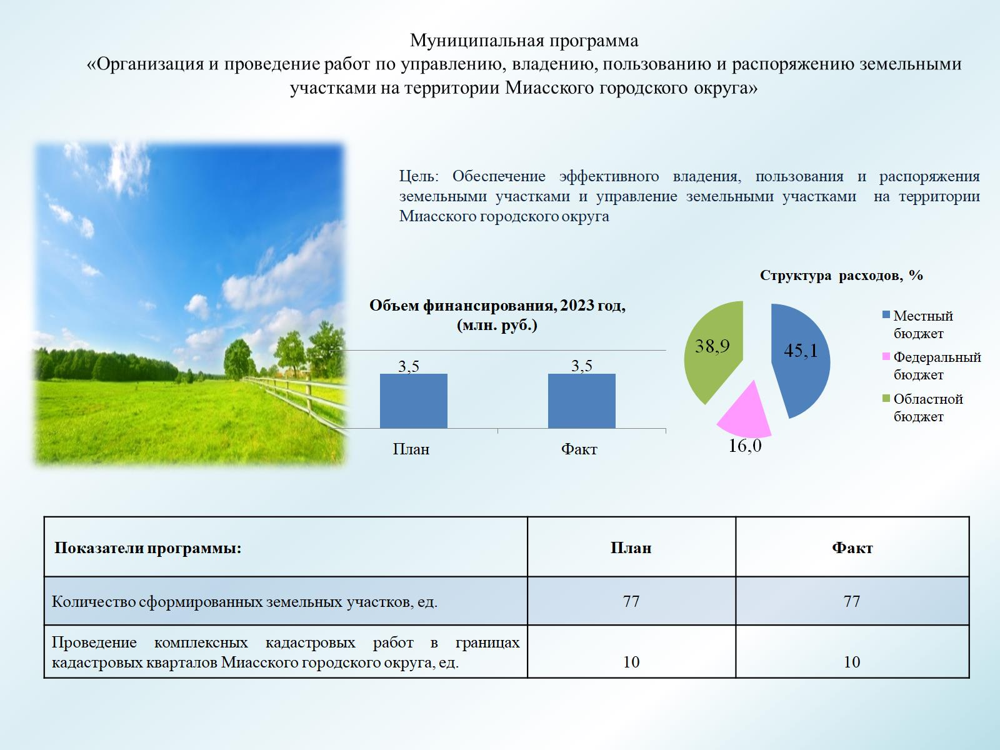 Муниципальная программа
«Организация и проведение работ по управлению, владению, пользованию и распоряжению земельными
участками на территории Миасского городского округа»
Цель: Обеспечение эффективного владения, пользования и распоряжения
земельными участками и управление земельными участками на территории
Миасского городского округа
Структура расходов, %
38,9
45,1
16,0
Местный
бюджет
Федеральный
бюджет
Областной
бюджет
Объем финансирования, 2023 год,
(млн. руб.)
3,5
3,5
План
Факт
Показатели программы:
План
Факт
Количество сформированных земельных участков, ед.
77
77
Проведение комплексных кадастровых работ в границах
кадастровых кварталов Миасского городского округа, ед.
10
10